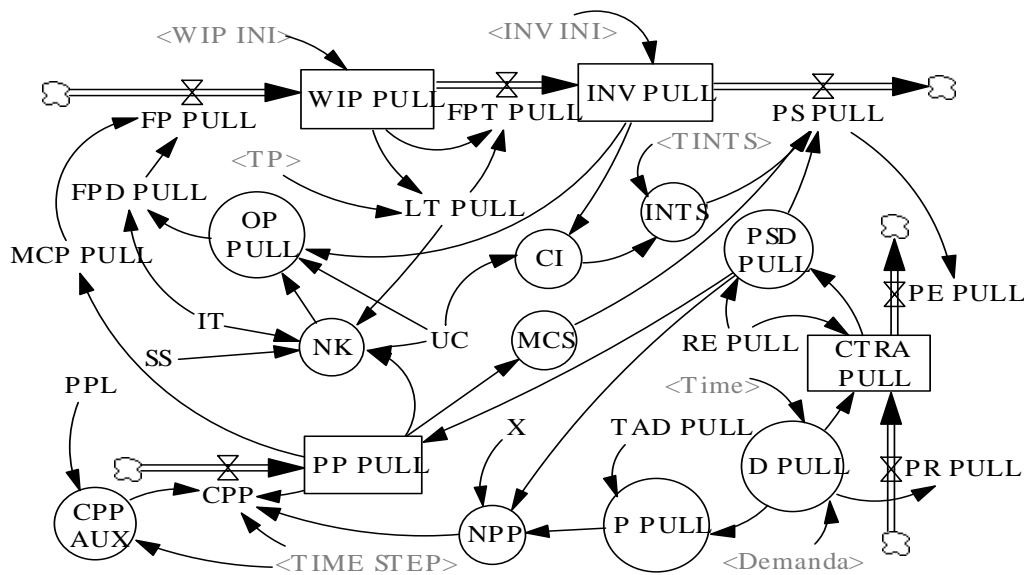 <WIP INI>
<INV INI>
WIP PULL
INV PULL
FP PULL
FPT PULL
PS PULL
<TP>
<TINTS>
FPD PULL
LT PULL
OP
PULL
INTS
PSD
PULL
MCP PULL
CI
PE PULL
IT
UC
MCS
RE PULL
SS
NK
CTRA
PULL
PPL
<Time>
X
TAD PULL
PP PULL
D PULL
PR PULL
CPP
CPP
AUX
NPP
P PULL
<TIME STEP>
<Demanda>